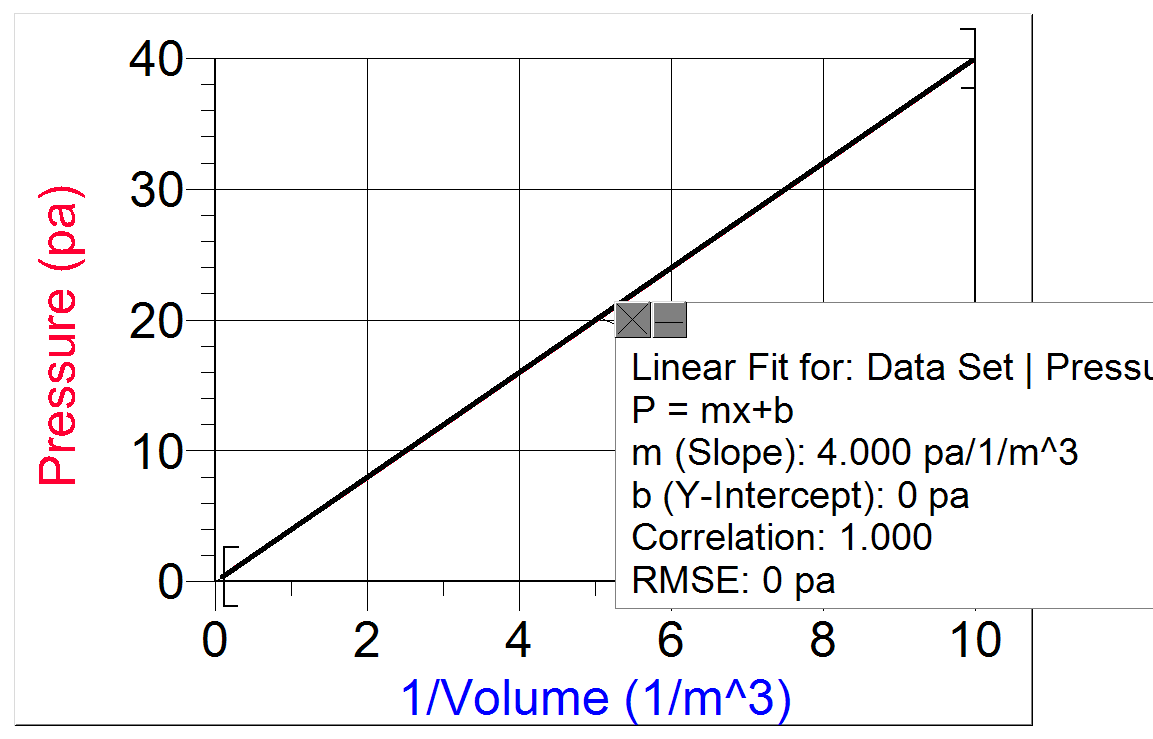 40
30
20
10
0
Pressure (pa)
Linear Fit for: Data Set | Pressu
P = mx+b
m (Slope): 4.000 pa/1/m^3
b (Y-Intercept): 0 pa
Correlation: 1.000
RMSE: 0 pa
0 2 4 6 8 10
1/Volume (1/m^3)